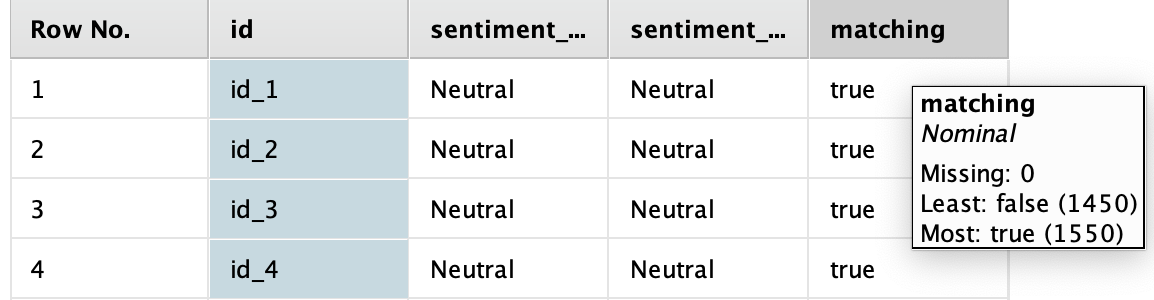 Row No. id sentiment_... sentiment_... matching
1 id_1 Neutral Neutral true
2 id_2 Neutral Neutral true
3 id_3 Neutral Neutral true
4 id_4 Neutral Neutral true
matching
Nominal
Missing: 0
Least: false (1450)
Most: true (1550)